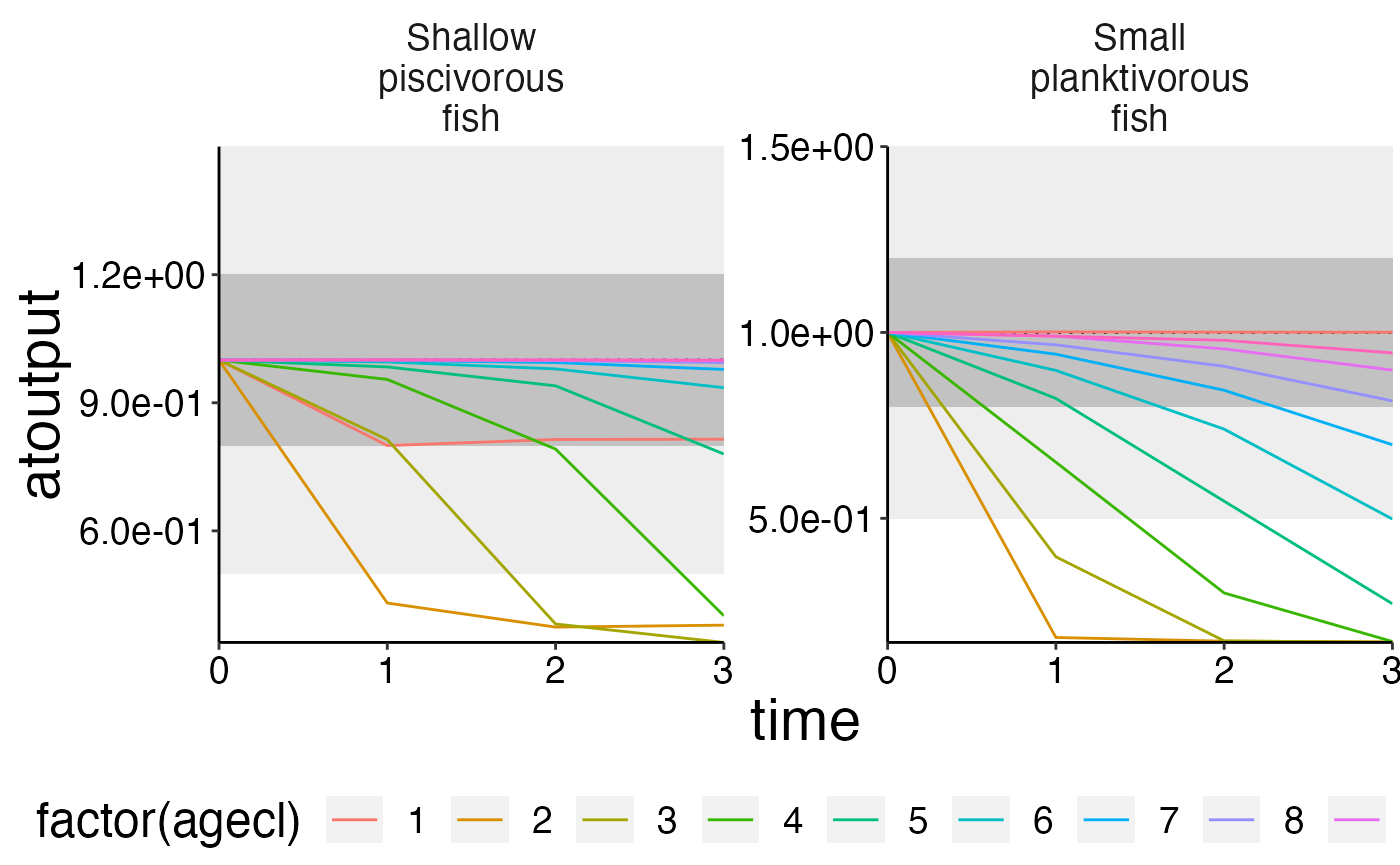 Shallow
piscivorous
fish
Small
planktivorous
fish
atoutput
1.2e+00
9.0e-01
6.0e-01
1.5e+00
1.0e+00
5.0e-01
0 1 2 3
0 1 2 3
time
factor(agecl) 1 2 3 4 5 6 7 8